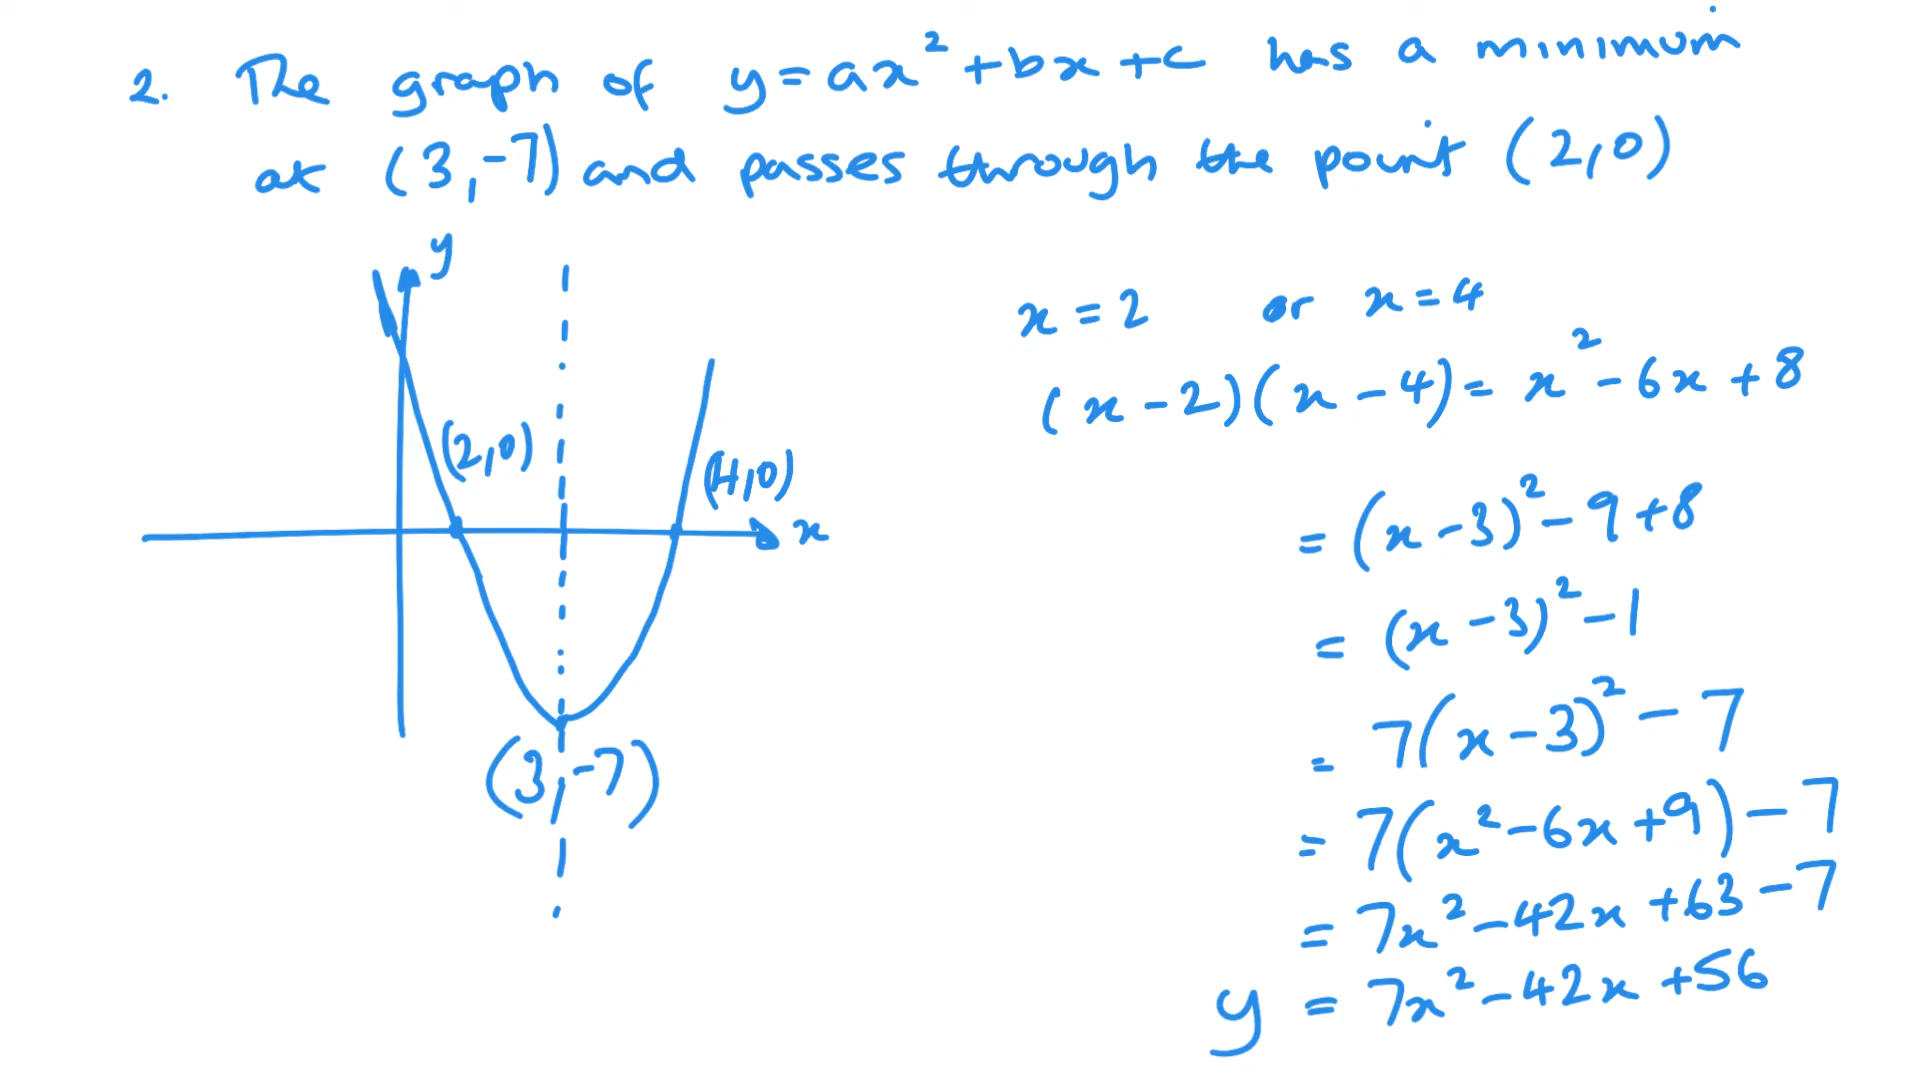 2. The graph of y = ax² + bx + c has a minimum
at (3, -7) and passes through the point (2, 0)
y
x = 2 or x = 4
(x - 2)(x - 4) = x² - 6x + 8
(2, 0)
(4, 0)
x
= (x - 3)² - 9 + 8
= (x - 3)² - 1
= 7(x - 3)² - 7
(3, -7)
= 7(x² - 6x + 9) - 7
= 7x² - 42x + 63 - 7
y = 7x² - 42x + 56